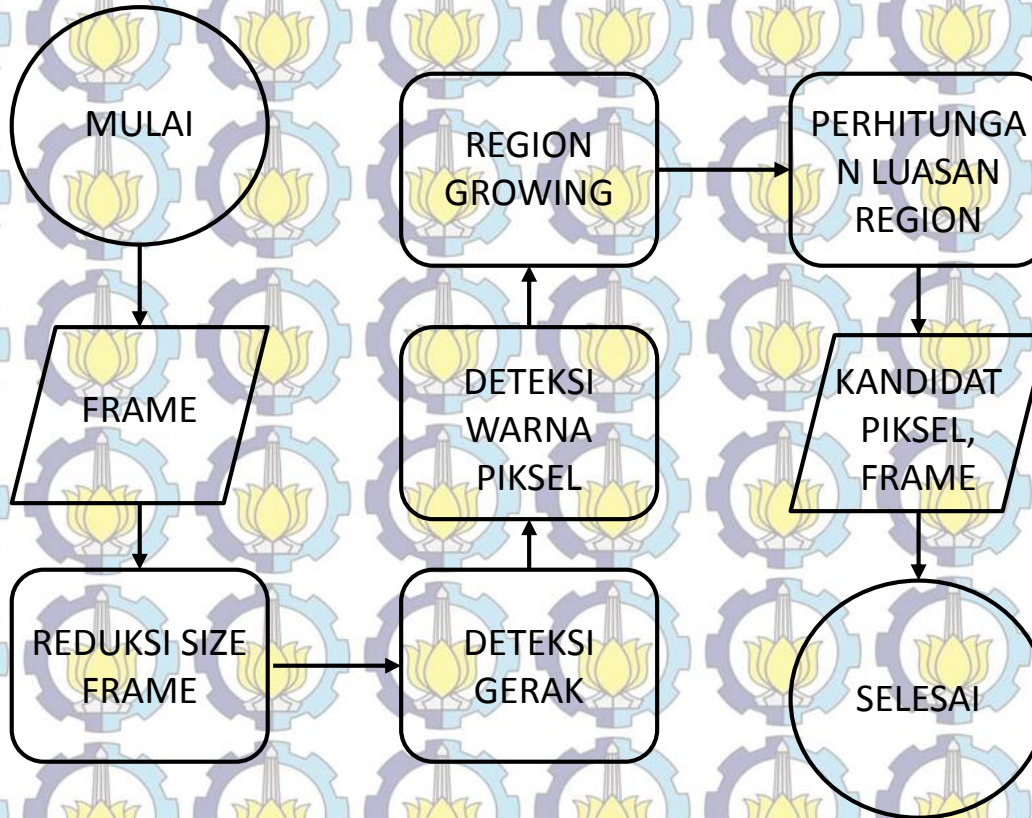 MULAI
FRAME
REDUKSI SIZE
FRAME
DETEKSI
GERAK
DETEKSI
WARNA
PIKSEL
REGION
GROWING
PERHITUNGA
N LUASAN
REGION
KANDIDAT
PIKSEL,
FRAME
SELESAI